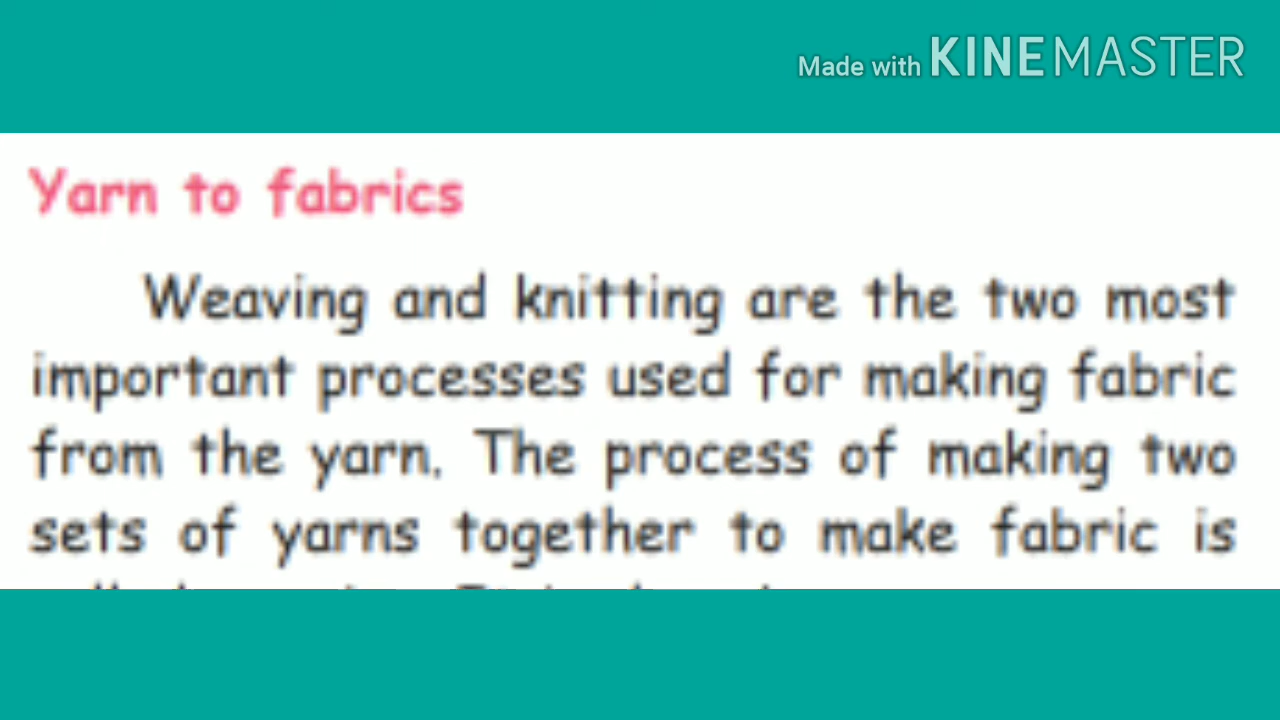 Made with KINEMASTER
Yarn to fabrics
Weaving and knitting are the two most
important processes used for making fabric
from the yarn. The process of making two
sets of yarns together to make fabric is